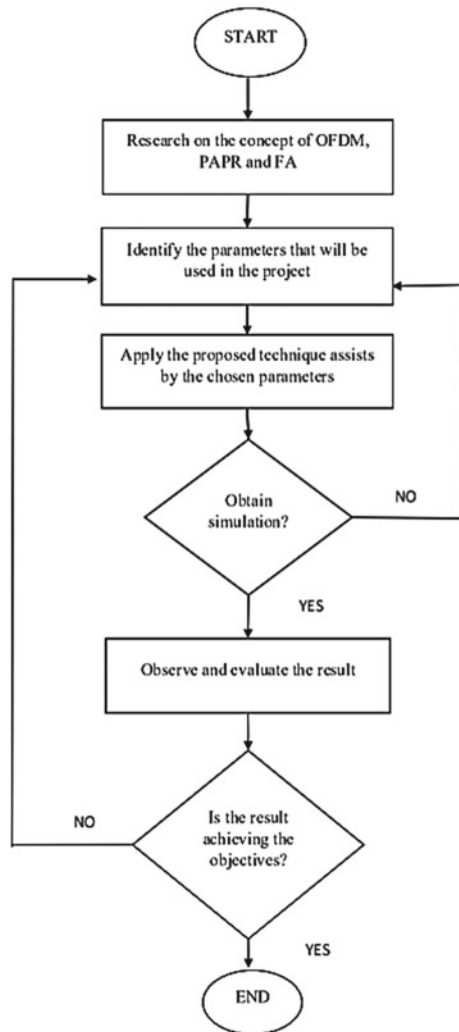 START
Research on the concept of OFDM,
PAPR and FA
Identify the parameters that will be
used in the project
Apply the proposed technique assists
by the chosen parameters
Obtain
simulation?
NO
YES
Observe and evaluate the result
NO
Is the result
achieving the
objectives?
YES
END